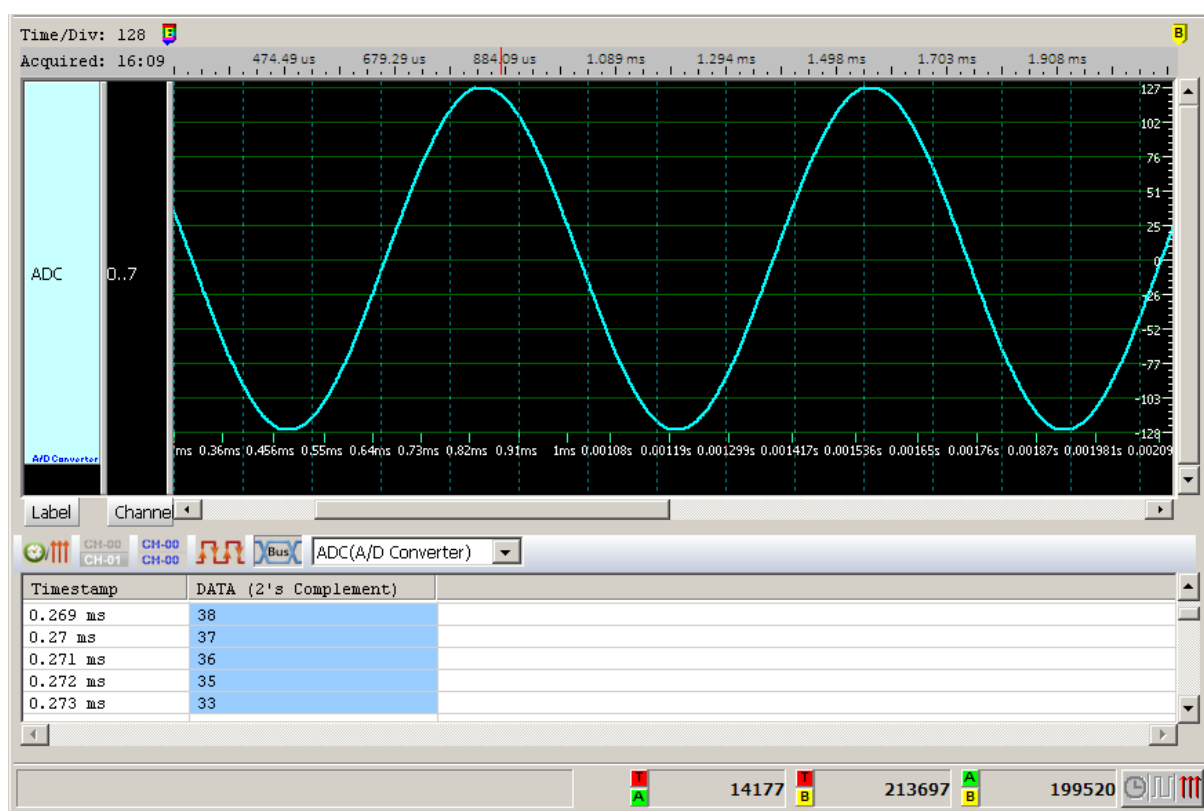 Time/Div: 128
B
Acquired: 16:09 474.49 us 679.29 us 884.09 us 1.089 ms 1.294 ms 1.498 ms 1.703 ms 1.908 ms
127
102
76
51
25
0
-26
-52
-77
-103
-128
ADC 0..7
A/D Converter
ms 0.36ms 0.456ms 0.55ms 0.64ms 0.73ms 0.82ms 0.91ms 1ms 0.00108s 0.00119s 0.001299s 0.001417s 0.001536s 0.00165s 0.00176s 0.00187s 0.001981s 0.00209
Label Channel
CH-00 CH-00 Bus ADC(A/D Converter)
CH-01 CH-00
Timestamp DATA (2's Complement)
0.269 ms 38
0.27 ms 37
0.271 ms 36
0.272 ms 35
0.273 ms 33
T A 14177 T B 213697 A B 199520